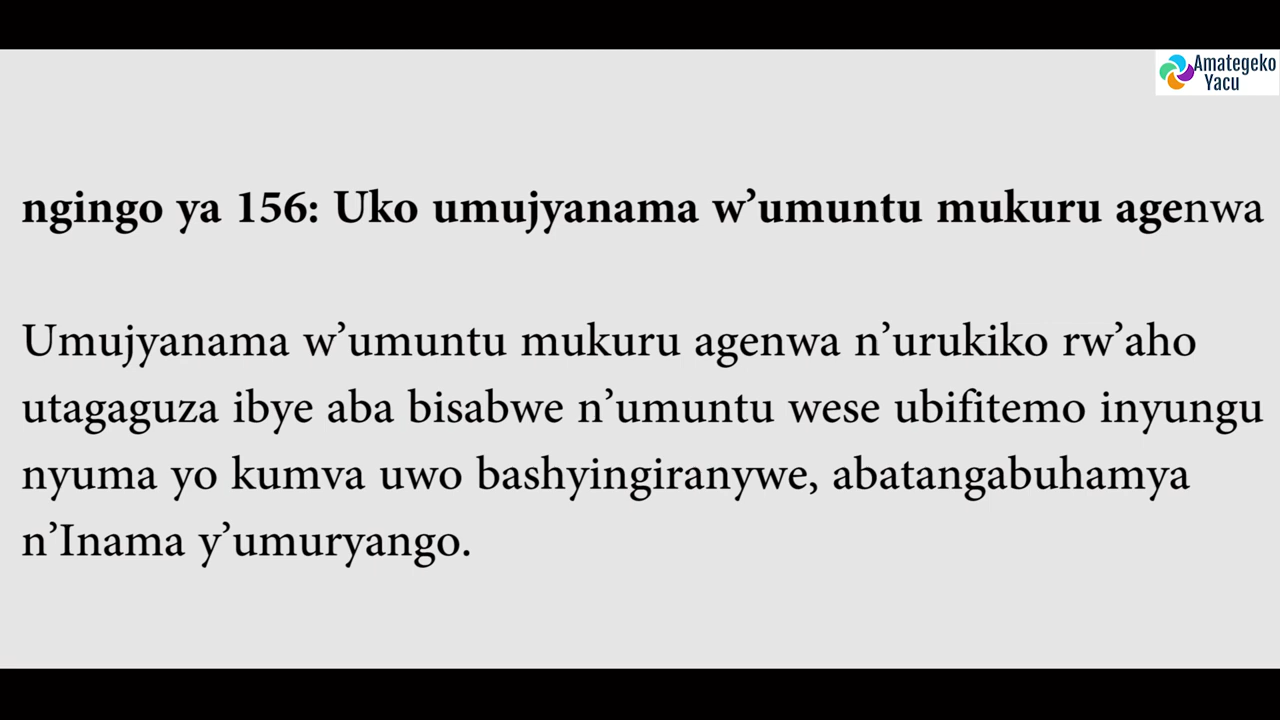 Amategeko
Yacu
ngingo ya 156: Uko umujyanama w’umuntu mukuru agenwa
Umujyanama w’umuntu mukuru agenwa n’urukiko rw’aho
utagaguza ibye aba bisabwe n’umuntu wese ubifitemo inyungu
nyuma yo kumva uwo bashyingiranywe, abatangabuhamya
n’Inama y’umuryango.